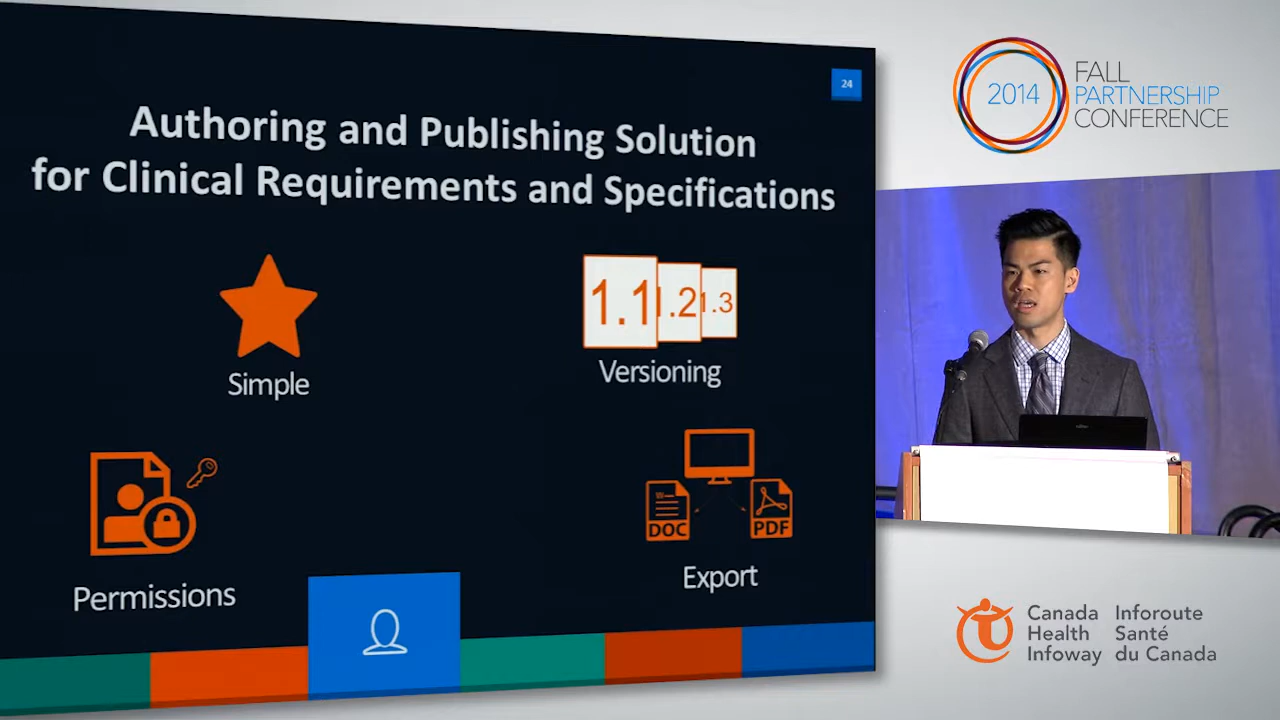 24
Authoring and Publishing Solution
for Clinical Requirements and Specifications
Simple
1.1 1.2 1.3
Versioning
Permissions
DOC
PDF
Export
2014
FALL
PARTNERSHIP
CONFERENCE
Canada Inforoute
Health Santé
Infoway du Canada